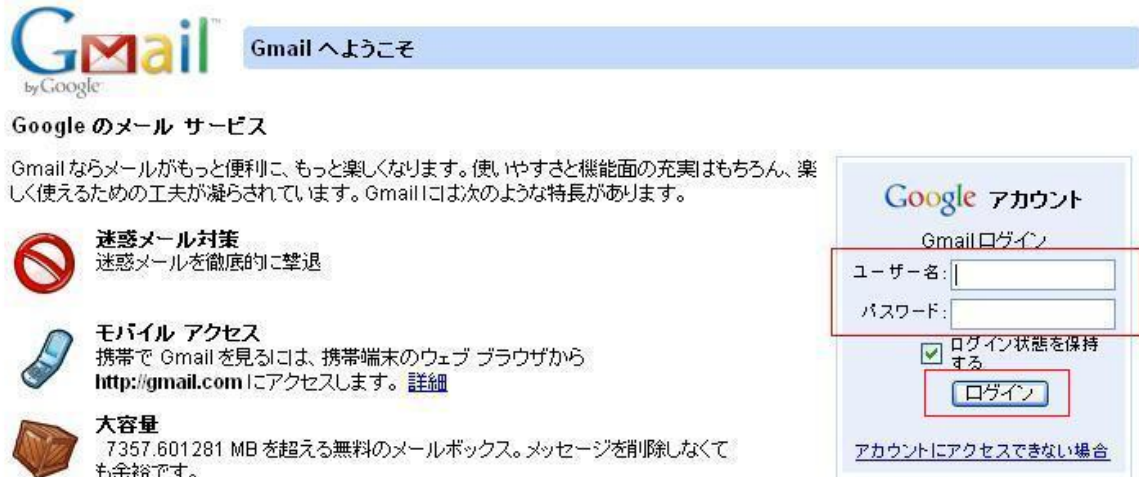 Gmail™
by Google
Gmail へようこそ
Google のメール サービス
Gmail ならメールがもっと便利に、もっと楽しくなります。使いやすさと機能面の充実はもちろん、楽
しく使えるための工夫が凝らされています。Gmail には次のような特長があります。
迷惑メール対策
迷惑メールを徹底的に撃退
モバイル アクセス
携帯で Gmail を見るには、携帯端末のウェブ ブラウザから
http://gmail.com にアクセスします。 詳細
大容量
7357.601281 MB を超える無料のメールボックス。メッセージを削除しなくて
も余裕です。
Google アカウント
Gmail ログイン
ユーザー名:
パスワード:
ログイン状態を保持
する
ログイン
アカウントにアクセスできない場合